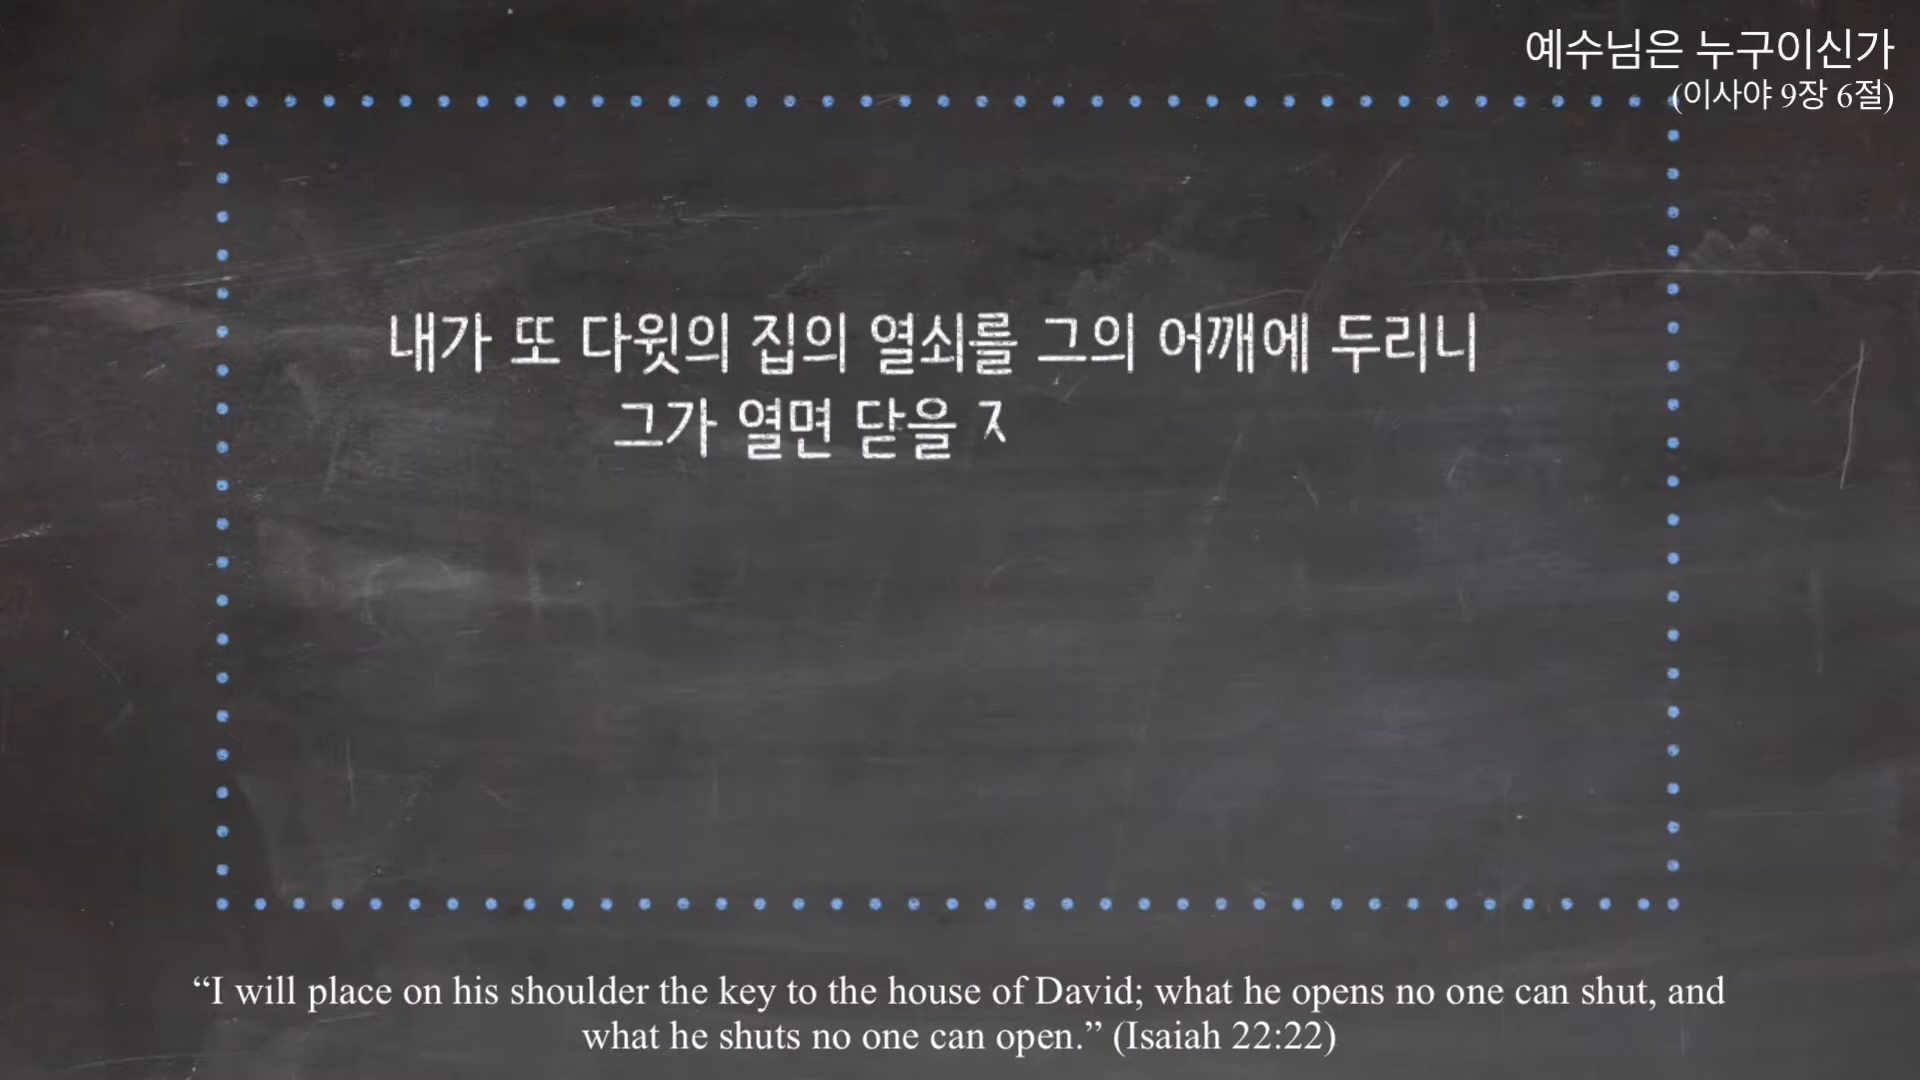 예수님은 누구이신가
(이사야 9장 6절)
내가 또 다윗의 집의 열쇠를 그의 어깨에 두리니
그가 열면 닫을
“I will place on his shoulder the key to the house of David; what he opens no one can shut, and
what he shuts no one can open.” (Isaiah 22:22)